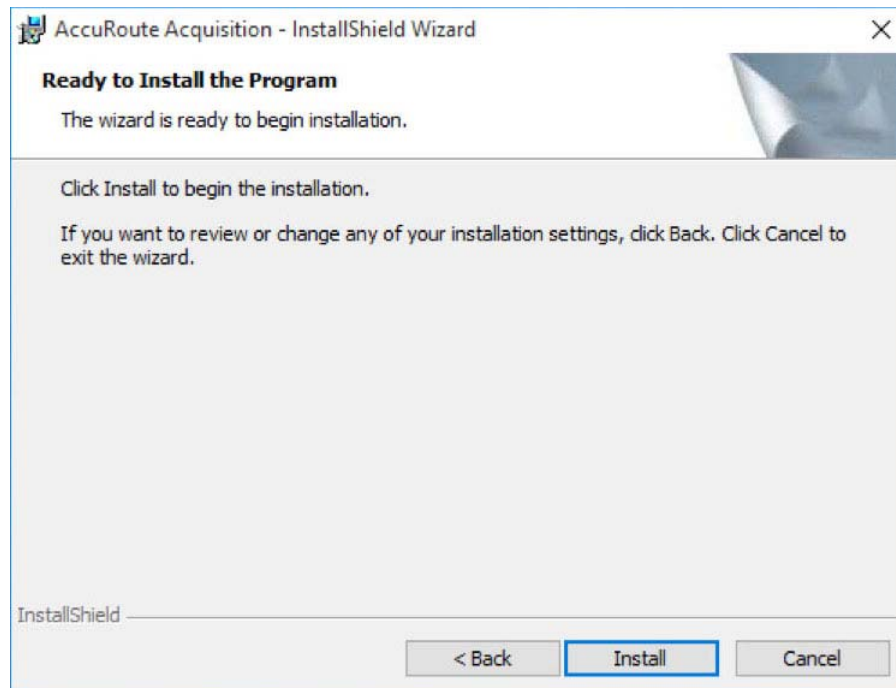 AccuRoute Acquisition - InstallShield Wizard
Ready to Install the Program
The wizard is ready to begin installation.
Click Install to begin the installation.
If you want to review or change any of your installation settings, click Back. Click Cancel to
exit the wizard.
InstallShield
< Back
Install
Cancel